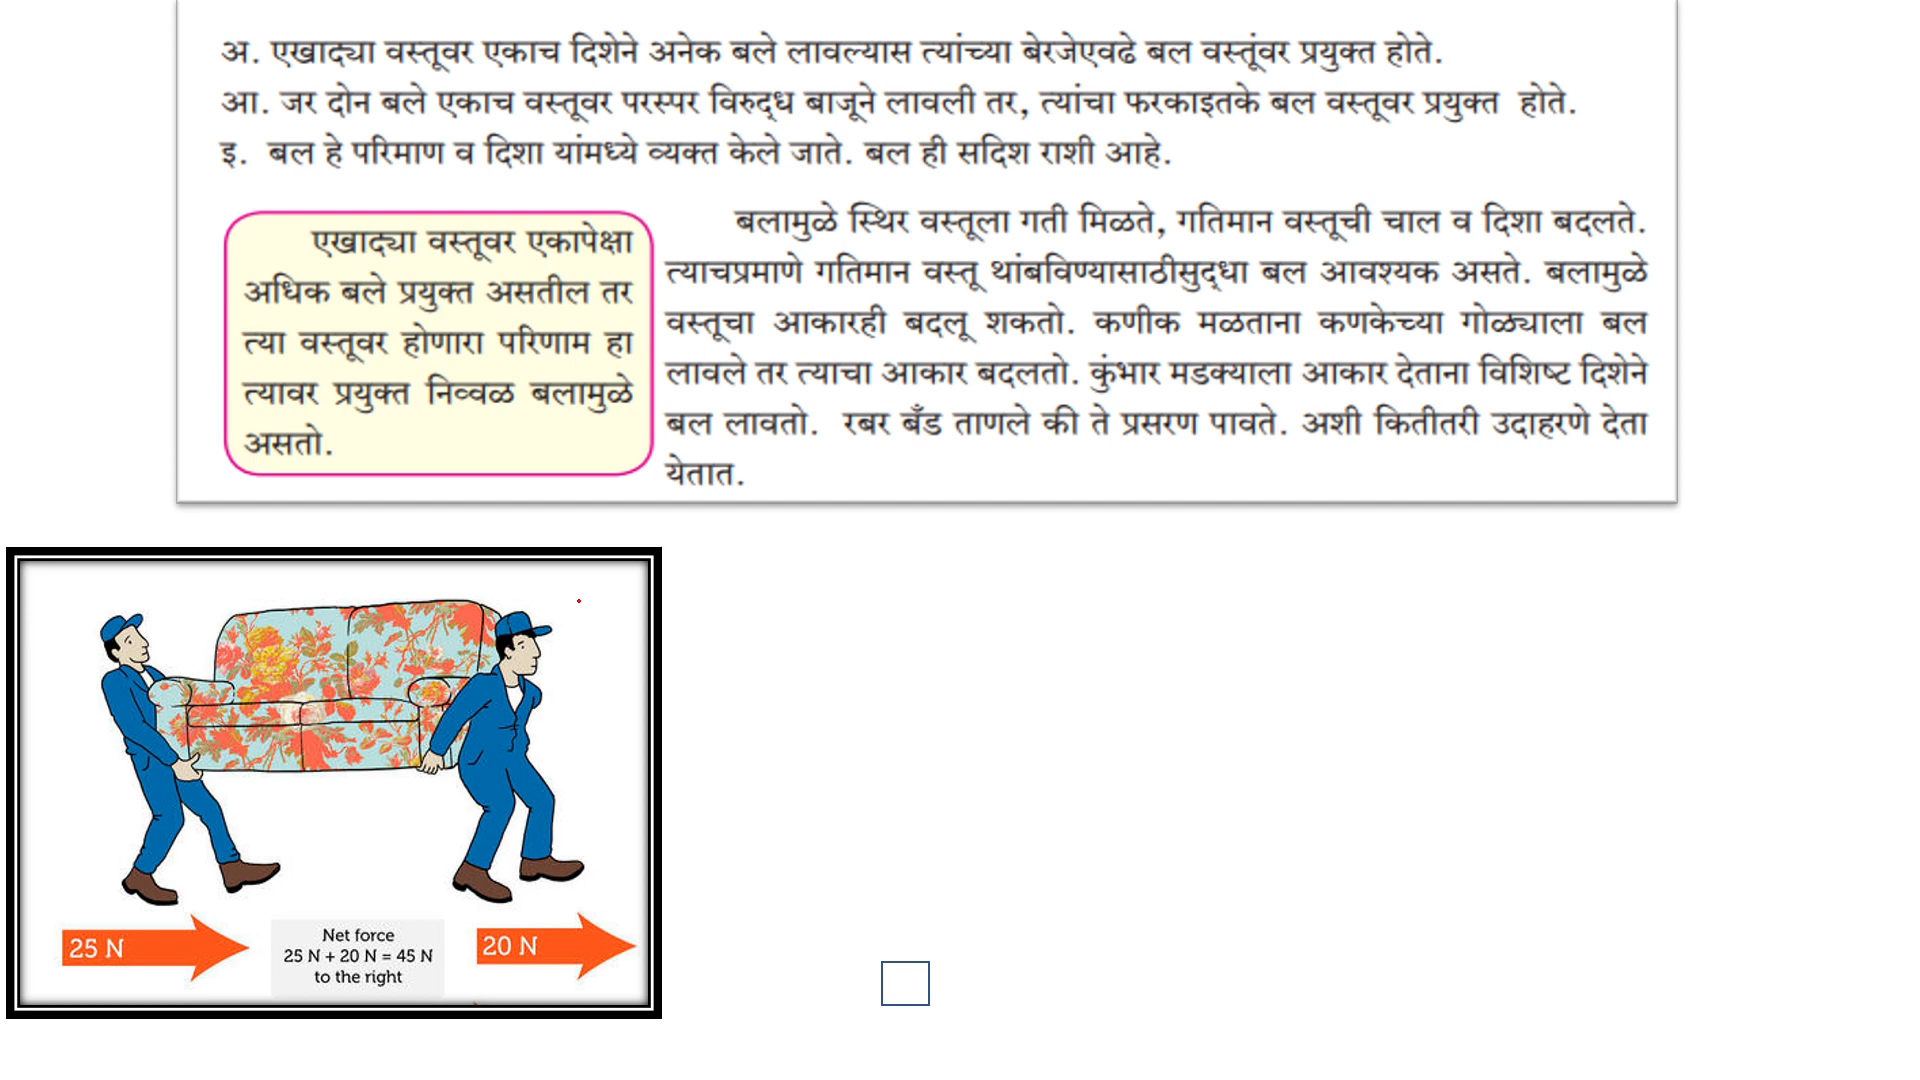 अ. एखाद्या वस्तूवर एकाच दिशेने अनेक बले लावल्यास त्यांच्या बेरजेएवढे बल वस्तूंवर प्रयुक्त होते.
आ. जर दोन बले एकाच वस्तूवर परस्पर विरुद्ध बाजूने लावली तर, त्यांचा फरकाइतके बल वस्तूवर प्रयुक्त होते.
इ. बल हे परिमाण व दिशा यांमध्ये व्यक्त केले जाते. बल ही सदिश राशी आहे.
एखाद्या वस्तूवर एकापेक्षा
अधिक बले प्रयुक्त असतील तर
त्या वस्तूवर होणारा परिणाम हा
त्यावर प्रयुक्त निव्वळ बलामुळे
असतो.
बलामुळे स्थिर वस्तूला गती मिळते, गतिमान वस्तूची चाल व दिशा बदलते.
त्याचप्रमाणे गतिमान वस्तू थांबविण्यासाठीसुद्धा बल आवश्यक असते. बलामुळे
वस्तूचा आकारही बदलू शकतो. कणीक मळताना कणकेच्या गोळ्याला बल
लावले तर त्याचा आकार बदलतो. कुंभार मडक्याला आकार देताना विशिष्ट दिशेने
बल लावतो. रबर बँड ताणले की ते प्रसरण पावते. अशी कितीतरी उदाहरणे देता
येतात.
25 N
Net force
25 N + 20 N = 45 N
to the right
20 N